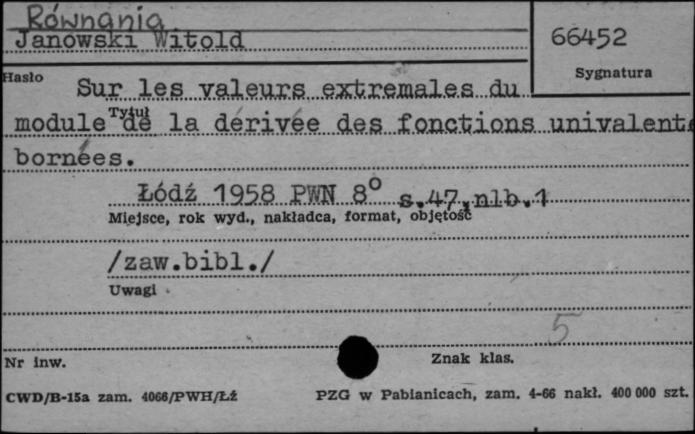 Równania
Janowski Witold
66452
Hasło
Sygnatura
Sur les valeurs extremales du
Tytuł
module de la dérivée des fonctions univalente
bornées.
Łódź 1958 PWN 8° s.47,nlb.1
Miejsce, rok wyd., nakładca, format, objętość
/zaw.bibl./
Uwagi
5
Nr inw.
Znak klas.
CWD/B-15a zam. 4066/PWH/Łż
PZG w Pabianicach, zam. 4-66 nakł. 400 000 szt.